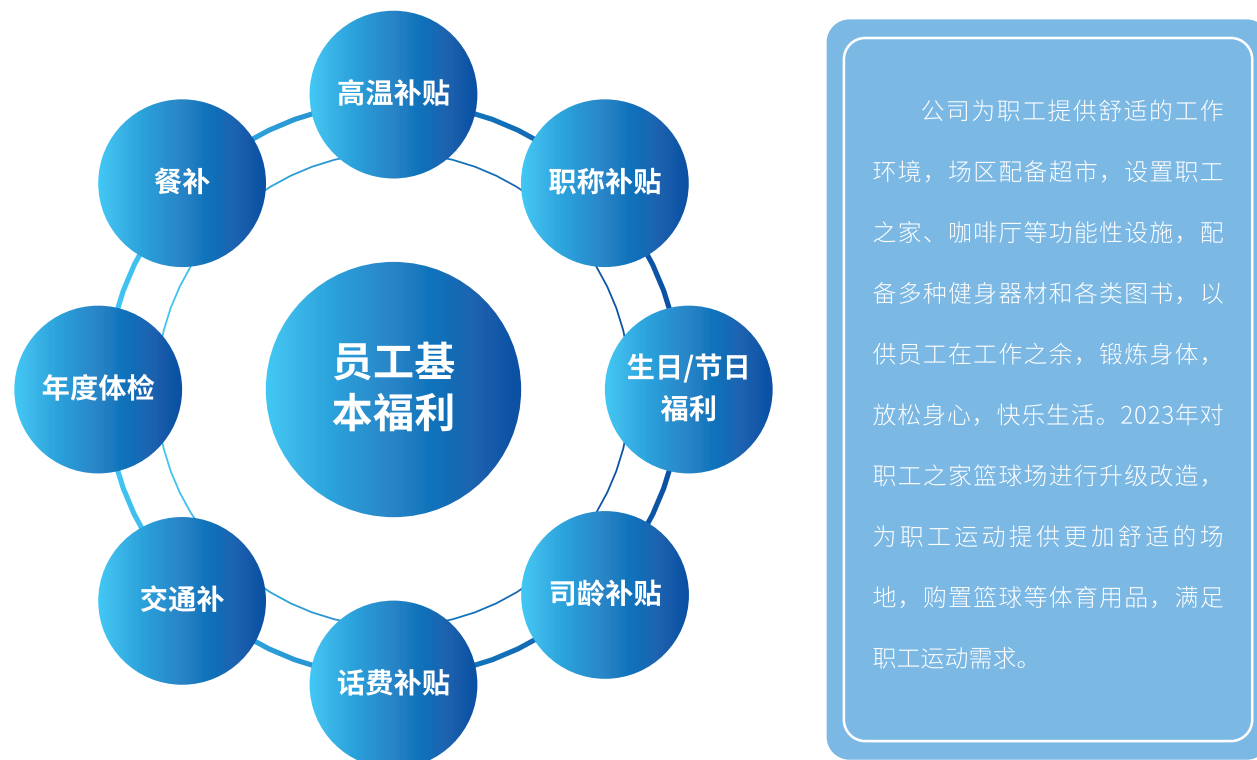 高温补贴
职称补贴
生日/节日
福利
司龄补贴
话费补贴
交通补
年度体检
餐补
员工基
本福利
公司为职工提供舒适的工作
环境，场区配备超市，设置职工
之家、咖啡厅等功能性设施，配
备多种健身器材和各类图书，以
供员工在工作之余，锻炼身体，
放松身心，快乐生活。2023年对
职工之家篮球场进行升级改造，
为职工运动提供更加舒适的场
地，购置篮球等体育用品，满足
职工运动需求。